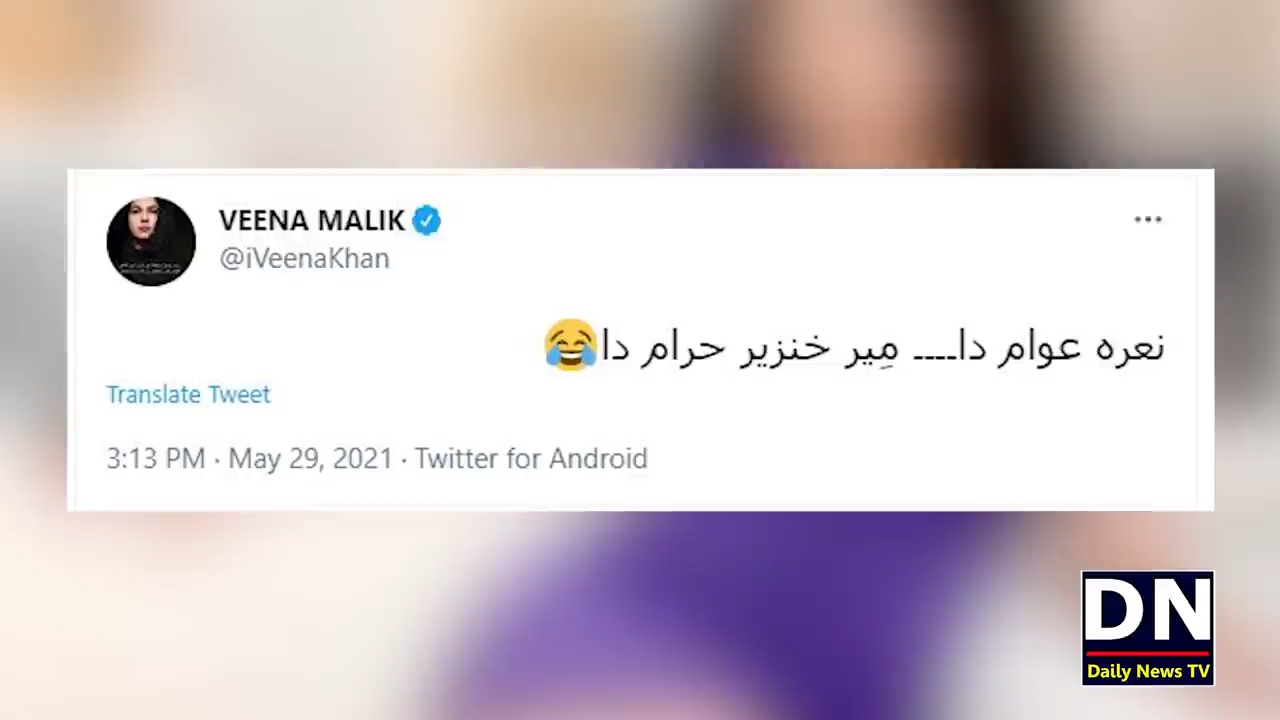 VEENA MALIK
@iVeenaKhan
نعرہ عوام دا۔۔۔۔ مِیر خنزیر حرام دا😂
Translate Tweet
3:13 PM · May 29, 2021 · Twitter for Android
DN
Daily News TV